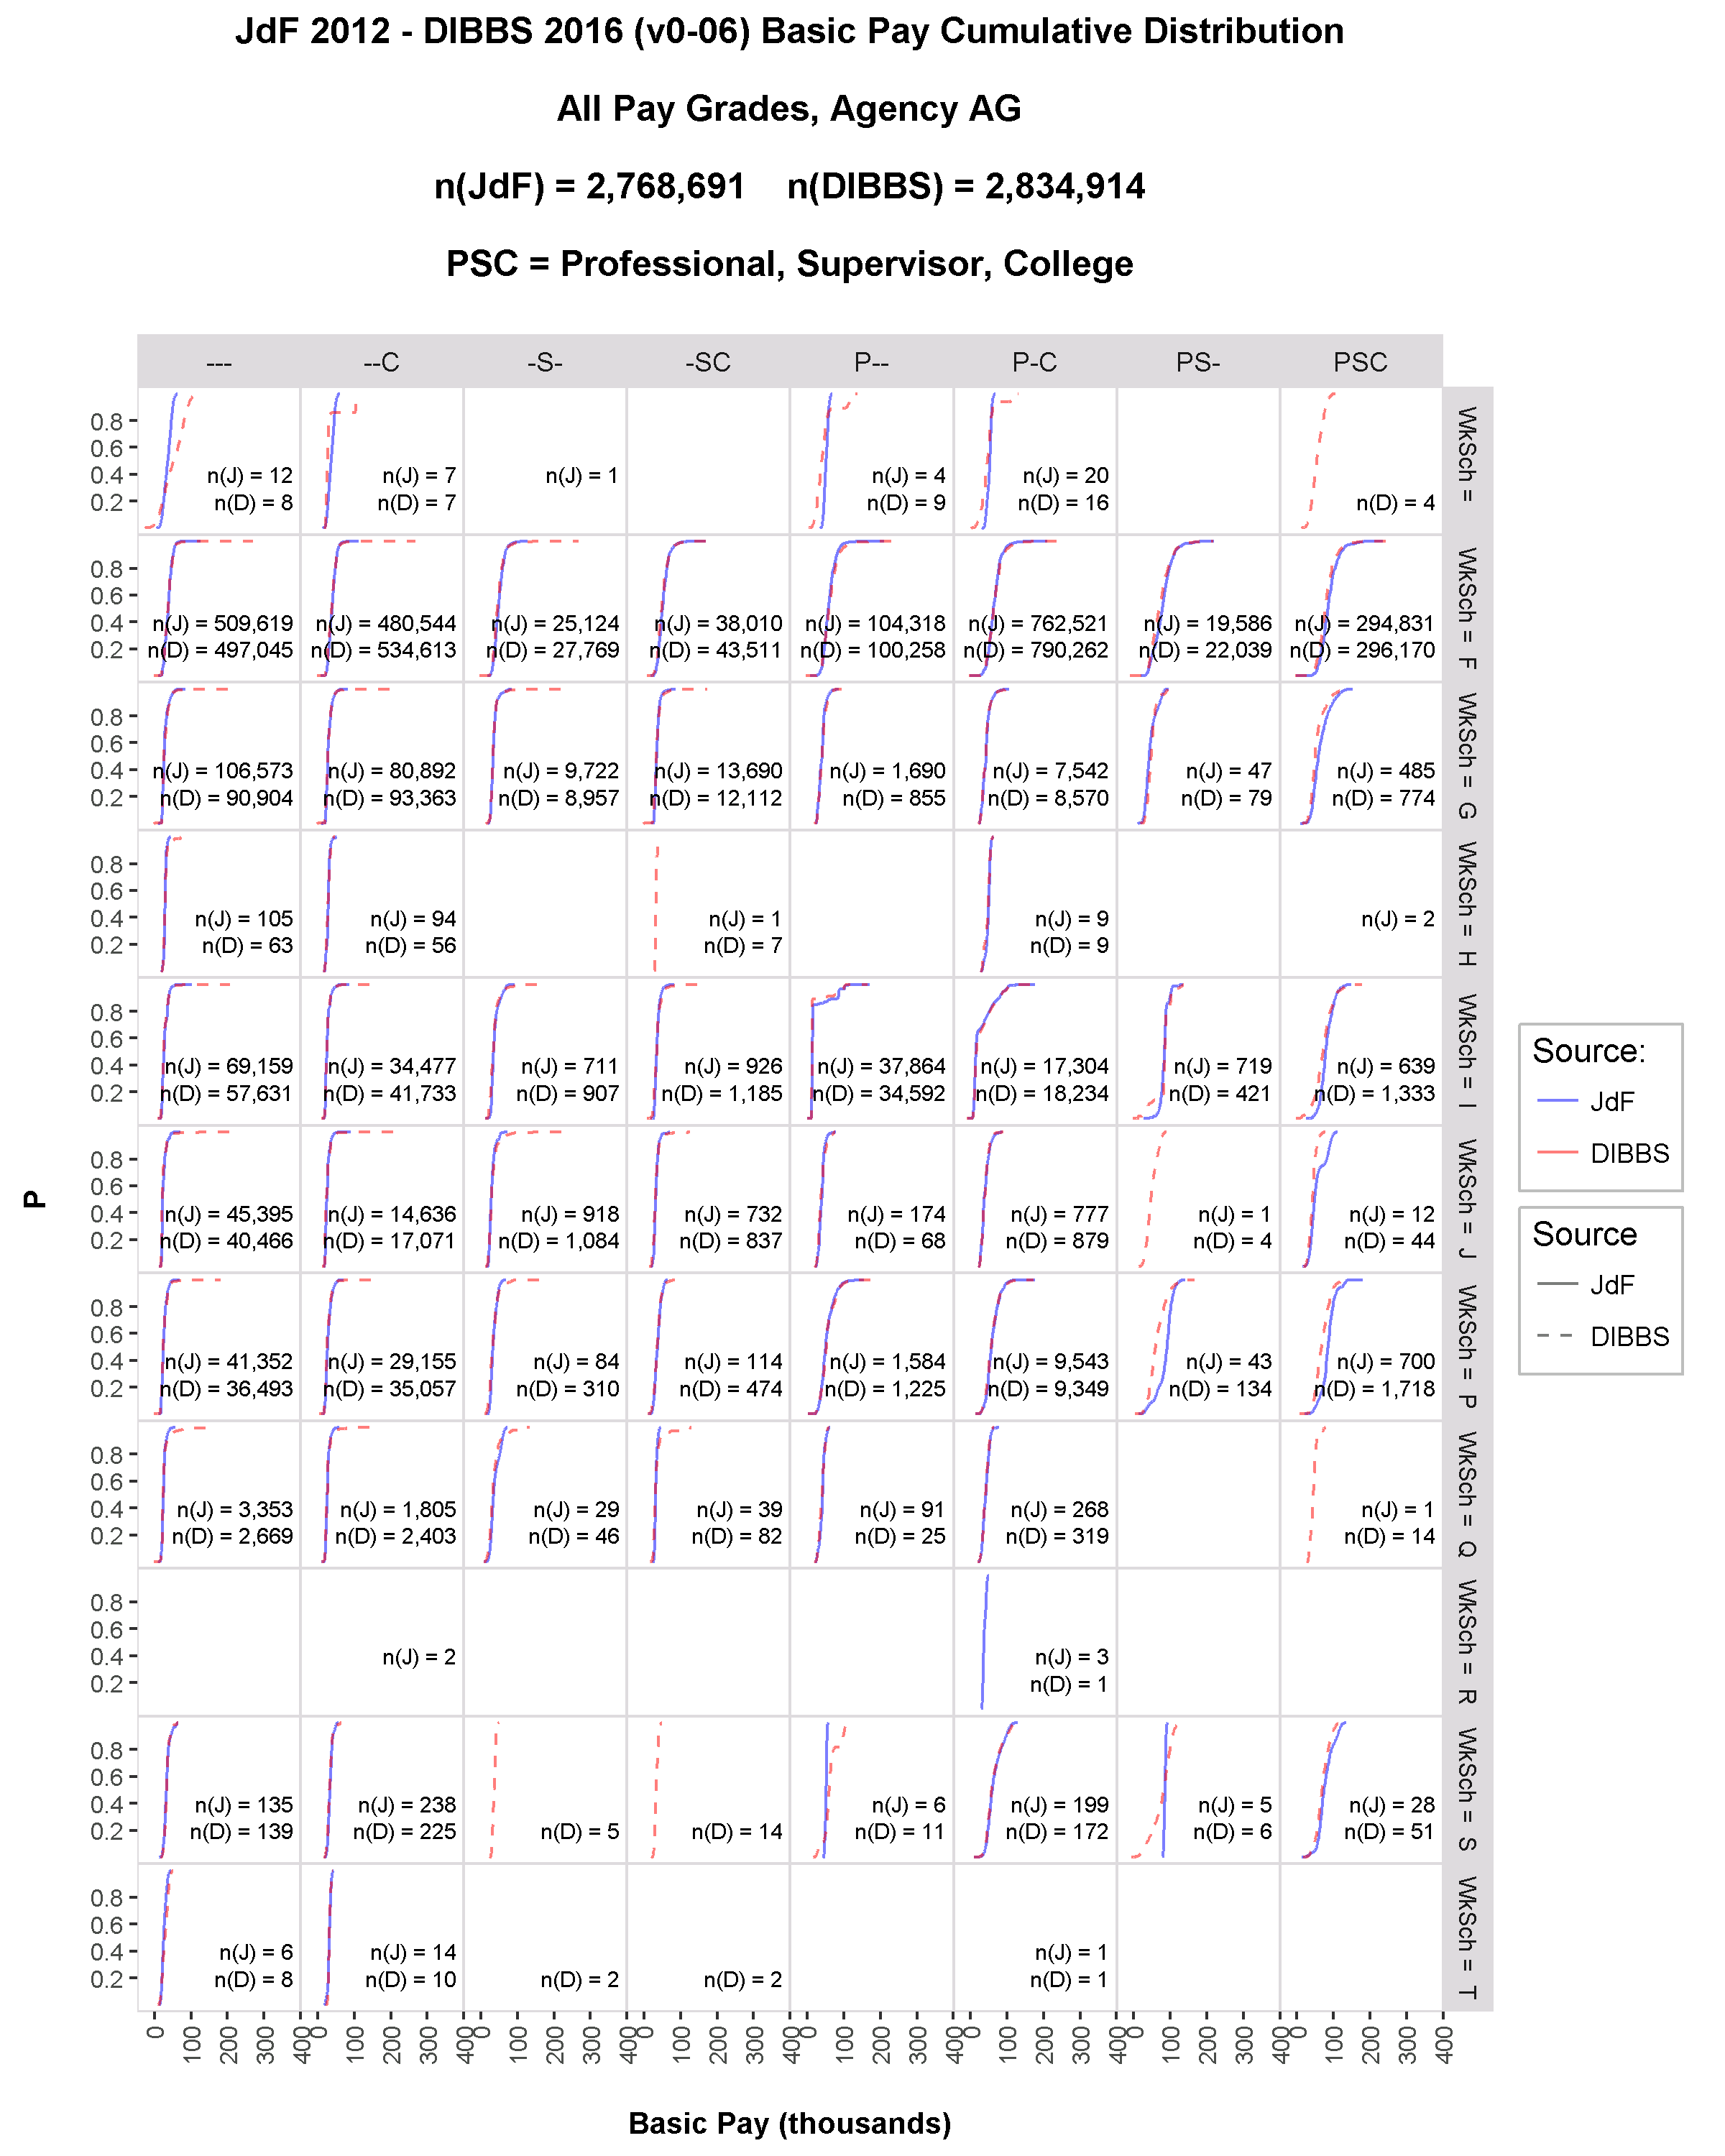 JdF 2012 - DIBBS 2016 (v0-06) Basic Pay Cumulative Distribution
All Pay Grades, Agency AG
n(JdF) = 2,768,691 n(DIBBS) = 2,834,914
PSC = Professional, Supervisor, College
--- --C -S- -SC P-- P-C PS- PSC
0.8
0.6
0.4 n(J) = 12 n(J) = 7 n(J) = 1 n(J) = 4 n(J) = 20
0.2 n(D) = 8 n(D) = 7 n(D) = 9 n(D) = 16 n(D) = 4
WkSch =
0.8
0.6
0.4 n(J) = 509,619 n(J) = 480,544 n(J) = 25,124 n(J) = 38,010 n(J) = 104,318 n(J) = 762,521 n(J) = 19,586 n(J) = 294,831
0.2 n(D) = 497,045 n(D) = 534,613 n(D) = 27,769 n(D) = 43,511 n(D) = 100,258 n(D) = 790,262 n(D) = 22,039 n(D) = 296,170
WkSch = F
0.8
0.6
0.4 n(J) = 106,573 n(J) = 80,892 n(J) = 9,722 n(J) = 13,690 n(J) = 1,690 n(J) = 7,542 n(J) = 47 n(J) = 485
0.2 n(D) = 90,904 n(D) = 93,363 n(D) = 8,957 n(D) = 12,112 n(D) = 855 n(D) = 8,570 n(D) = 79 n(D) = 774
WkSch = G
0.8
0.6
0.4 n(J) = 105 n(J) = 94 n(J) = 1 n(J) = 9 n(J) = 2
0.2 n(D) = 63 n(D) = 56 n(D) = 7 n(D) = 9
WkSch = H
0.8
0.6
0.4 n(J) = 69,159 n(J) = 34,477 n(J) = 711 n(J) = 926 n(J) = 37,864 n(J) = 17,304 n(J) = 719 n(J) = 639
0.2 n(D) = 57,631 n(D) = 41,733 n(D) = 907 n(D) = 1,185 n(D) = 34,592 n(D) = 18,234 n(D) = 421 n(D) = 1,333
WkSch = I
0.8
0.6
0.4 n(J) = 45,395 n(J) = 14,636 n(J) = 918 n(J) = 732 n(J) = 174 n(J) = 777 n(J) = 1 n(J) = 12
0.2 n(D) = 40,466 n(D) = 17,071 n(D) = 1,084 n(D) = 837 n(D) = 68 n(D) = 879 n(D) = 4 n(D) = 44
WkSch = J
0.8
0.6
0.4 n(J) = 41,352 n(J) = 29,155 n(J) = 84 n(J) = 114 n(J) = 1,584 n(J) = 9,543 n(J) = 43 n(J) = 700
0.2 n(D) = 36,493 n(D) = 35,057 n(D) = 310 n(D) = 474 n(D) = 1,225 n(D) = 9,349 n(D) = 134 n(D) = 1,718
WkSch = P
0.8
0.6
0.4 n(J) = 3,353 n(J) = 1,805 n(J) = 29 n(J) = 39 n(J) = 91 n(J) = 268 n(J) = 1
0.2 n(D) = 2,669 n(D) = 2,403 n(D) = 46 n(D) = 82 n(D) = 25 n(D) = 319 n(D) = 14
WkSch = Q
0.8
0.6
0.4 n(J) = 2 n(J) = 3
0.2 n(D) = 1
WkSch = R
0.8
0.6
0.4 n(J) = 135 n(J) = 238 n(J) = 6 n(J) = 199 n(J) = 5 n(J) = 28
0.2 n(D) = 139 n(D) = 225 n(D) = 5 n(D) = 14 n(D) = 11 n(D) = 172 n(D) = 6 n(D) = 51
WkSch = S
0.8
0.6
0.4 n(J) = 6 n(J) = 14 n(J) = 1
0.2 n(D) = 8 n(D) = 10 n(D) = 2 n(D) = 2 n(D) = 1
WkSch = T
0 100 200 300 400 0 100 200 300 400 0 100 200 300 400 0 100 200 300 400 0 100 200 300 400 0 100 200 300 400 0 100 200 300 400 0 100 200 300 400
Basic Pay (thousands)
P
Source:
JdF
DIBBS
Source
JdF
DIBBS